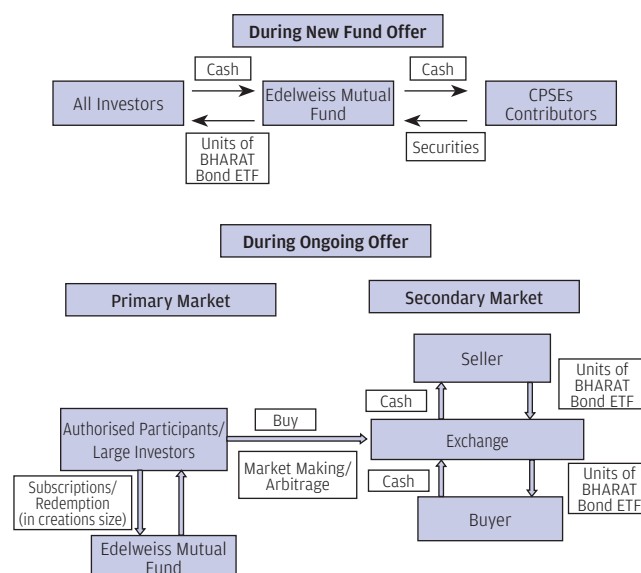 During New Fund Offer
Cash
Cash
All Investors
Edelweiss Mutual
Fund
CPSEs
Contributors
Units of
BHARAT
Bond ETF
Securities
During Ongoing Offer
Primary Market
Secondary Market
Seller
Cash
Units of
BHARAT
Bond ETF
Authorised Participants/
Large Investors
Buy
Exchange
Market Making/
Arbitrage
Cash
Units of
BHARAT
Bond ETF
Subscriptions/
Redemption
(in creations size)
Buyer
Edelweiss Mutual
Fund